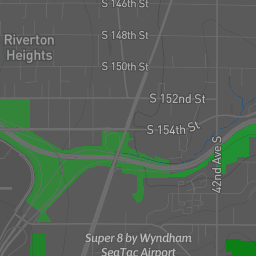 S 146th St
Riverton
Heights
S 148th St
S 150th St
S 152nd St
S 154th St
42nd Ave S
Super 8 by Wyndham
SeaTac Airport